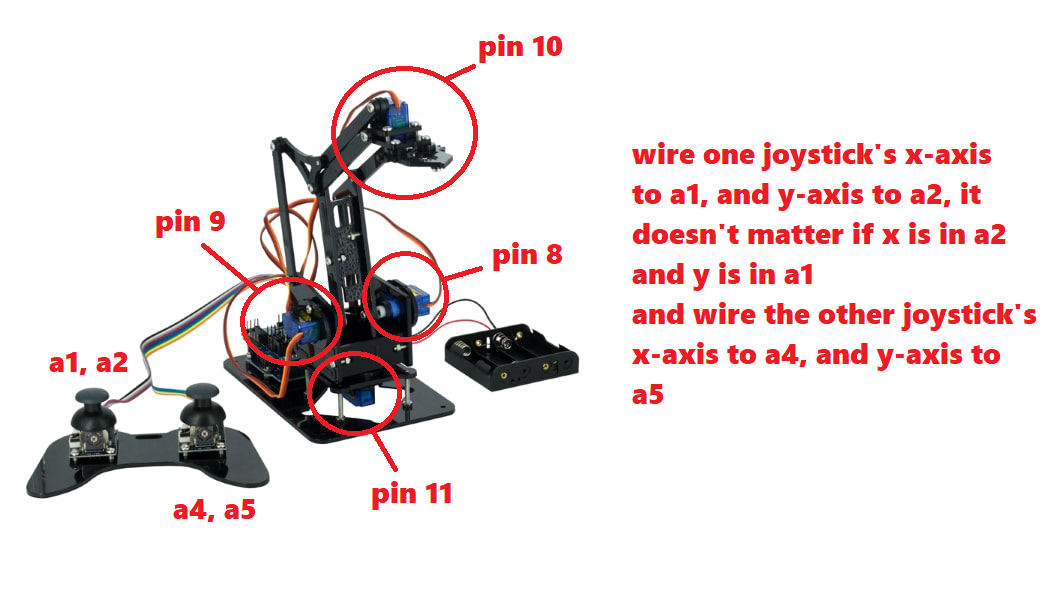 pin 10
pin 9
pin 8
a1, a2
a4, a5
pin 11
wire one joystick's x-axis
to a1, and y-axis to a2, it
doesn't matter if x is in a2
and y is in a1
and wire the other joystick's
x-axis to a4, and y-axis to
a5